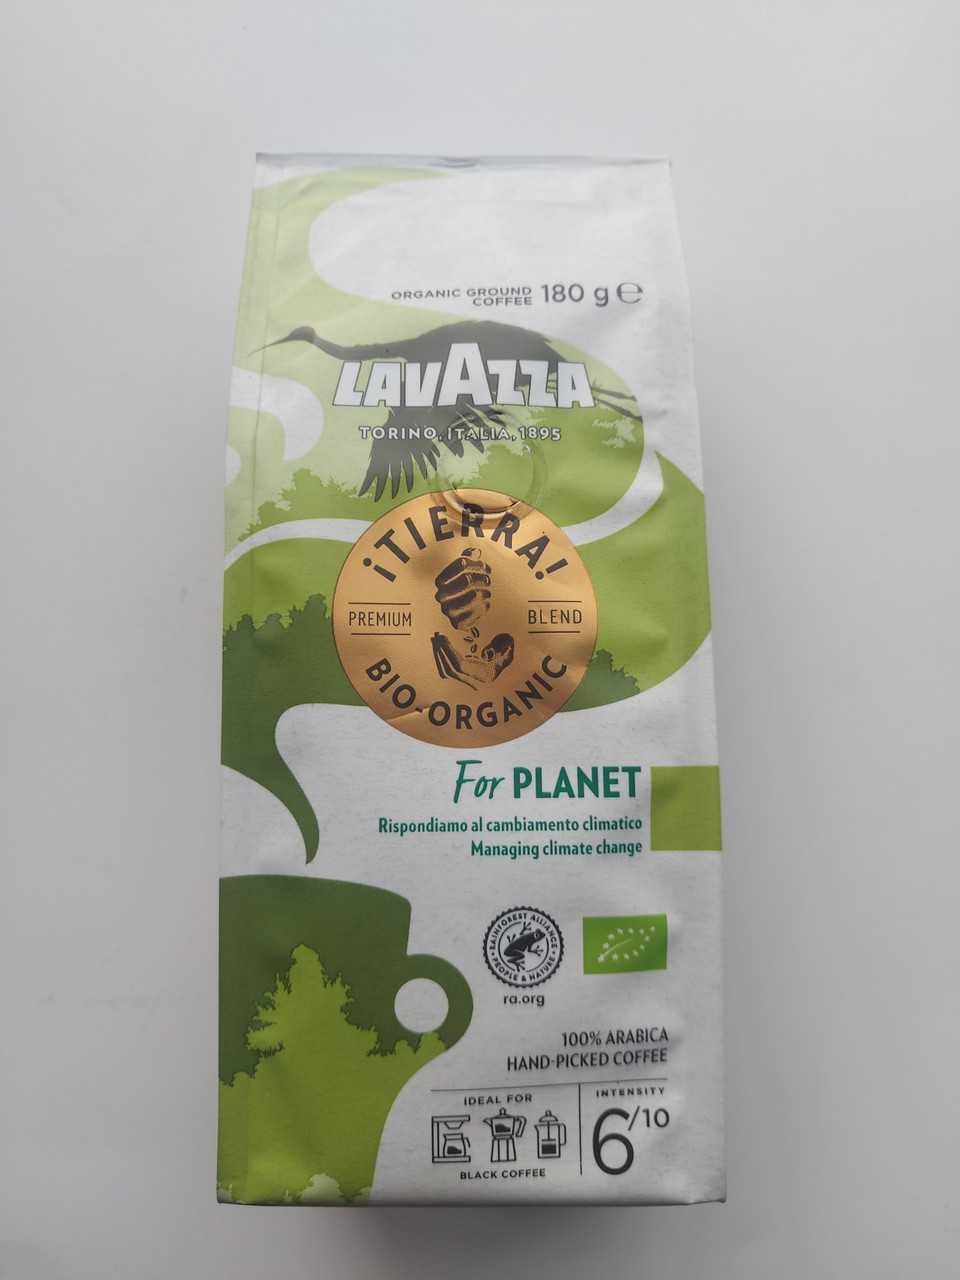 ORGANIC GROUND
COFFEE 180 g ℮
LAVAZZA
TORINO, ITALIA, 1895
¡TIERRA!
PREMIUM BLEND
BIO-ORGANIC
For PLANET
Rispondiamo al cambiamento climatico
Managing climate change
RAINFOREST ALLIANCE
PEOPLE & NATURE
ra.org
100% ARABICA
HAND-PICKED COFFEE
IDEAL FOR
BLACK COFFEE
INTENSITY
6/10